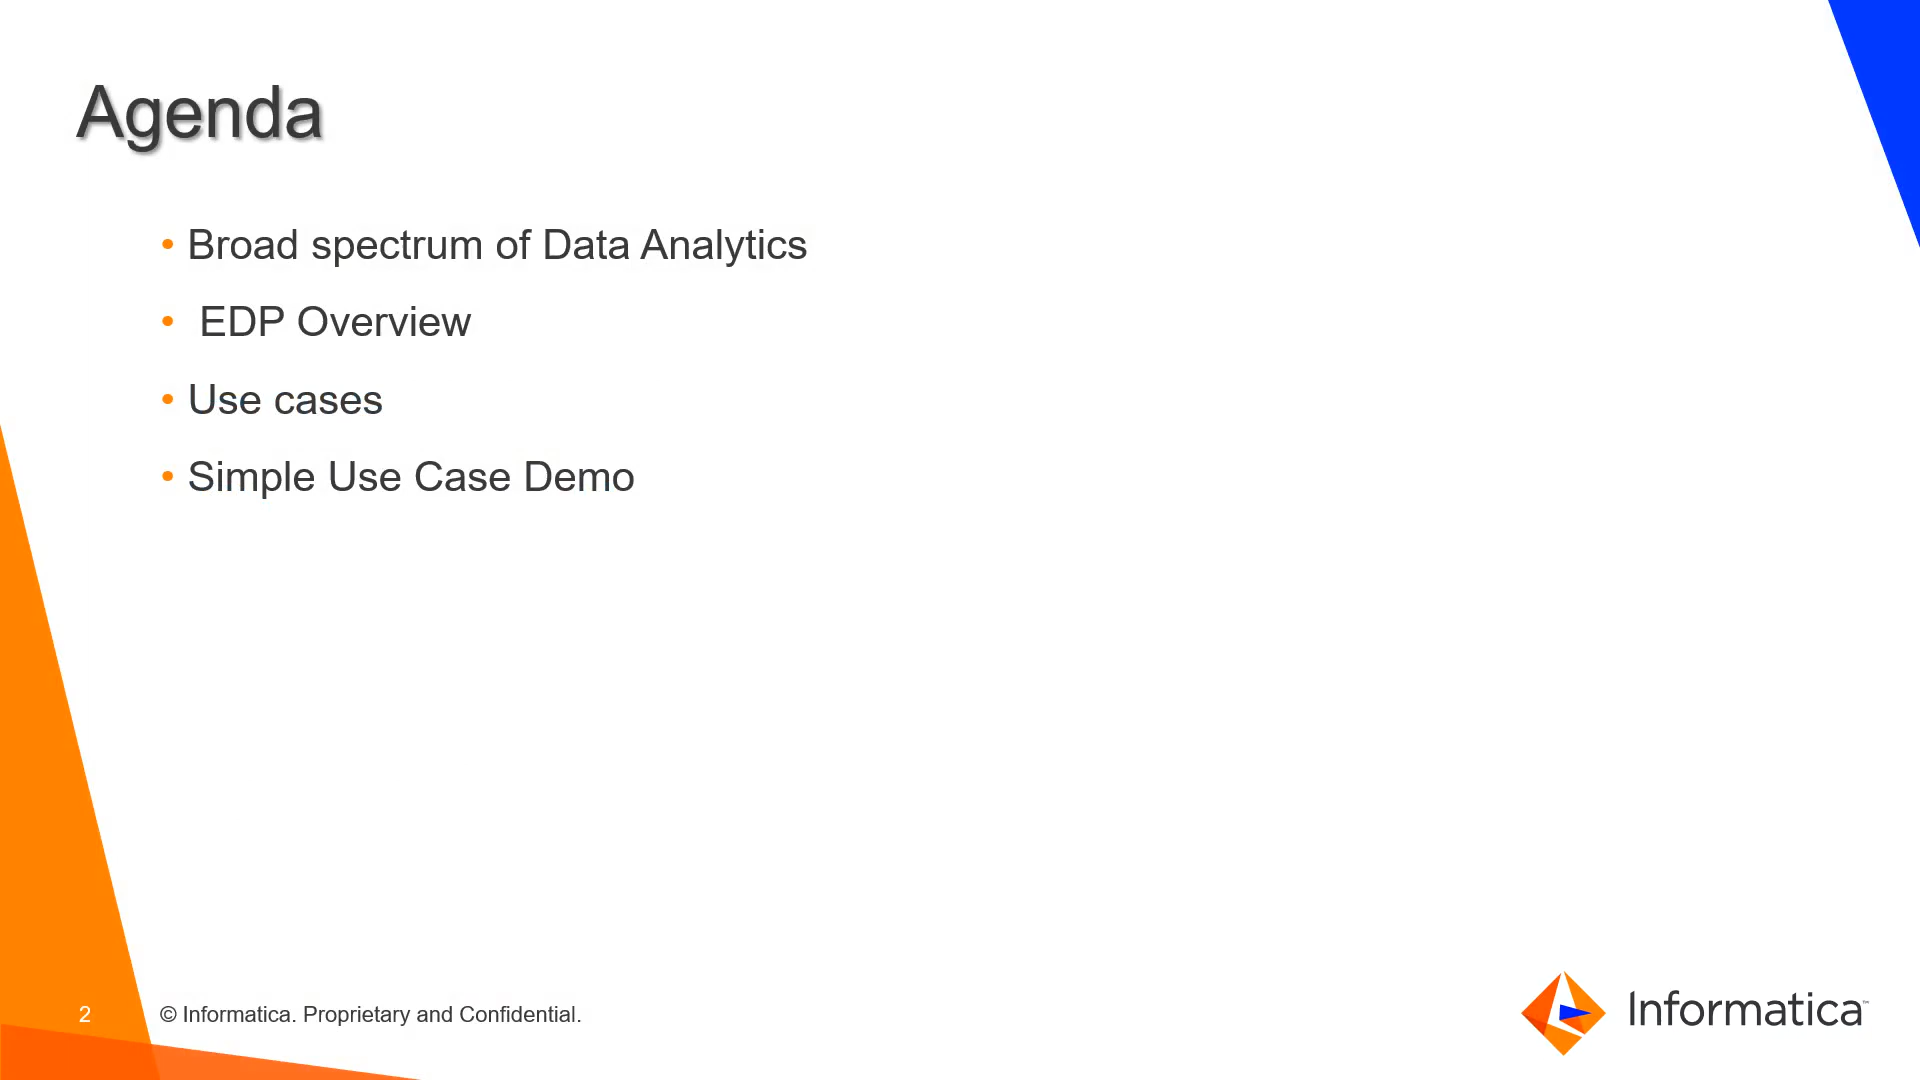 Agenda
• Broad spectrum of Data Analytics
• EDP Overview
• Use cases
• Simple Use Case Demo
2
© Informatica. Proprietary and Confidential.
Informatica™